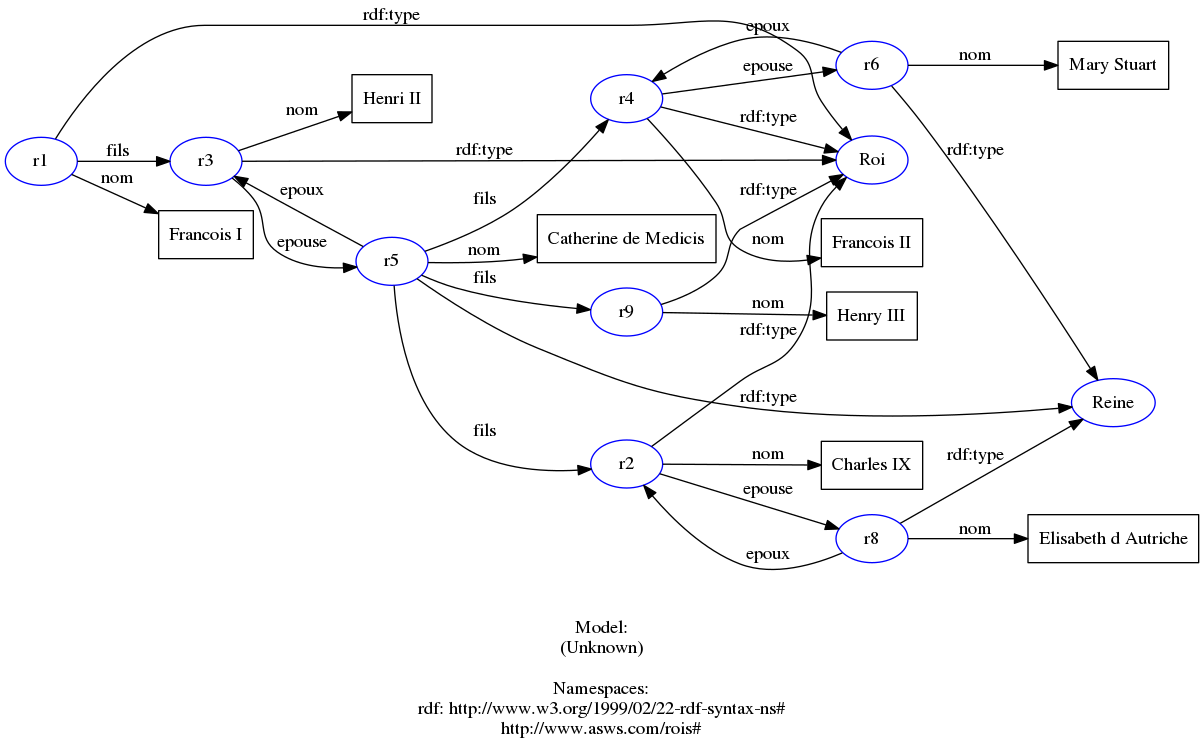 rdf:type
epoux
r6
nom
Mary Stuart
epouse
Henri II
nom
r4
rdf:type
r1
fils
r3
rdf:type
Roi
rdf:type
nom
epoux
rdf:type
Francois I
epouse
fils
Catherine de Medicis
nom
Francois II
r5
nom
fils
r9
nom
Henry III
rdf:type
rdf:type
Reine
fils
r2
nom
Charles IX
rdf:type
epouse
r8
nom
Elisabeth d Autriche
epoux
Model:
(Unknown)
Namespaces:
rdf: http://www.w3.org/1999/02/22-rdf-syntax-ns#
http://www.asws.com/rois#